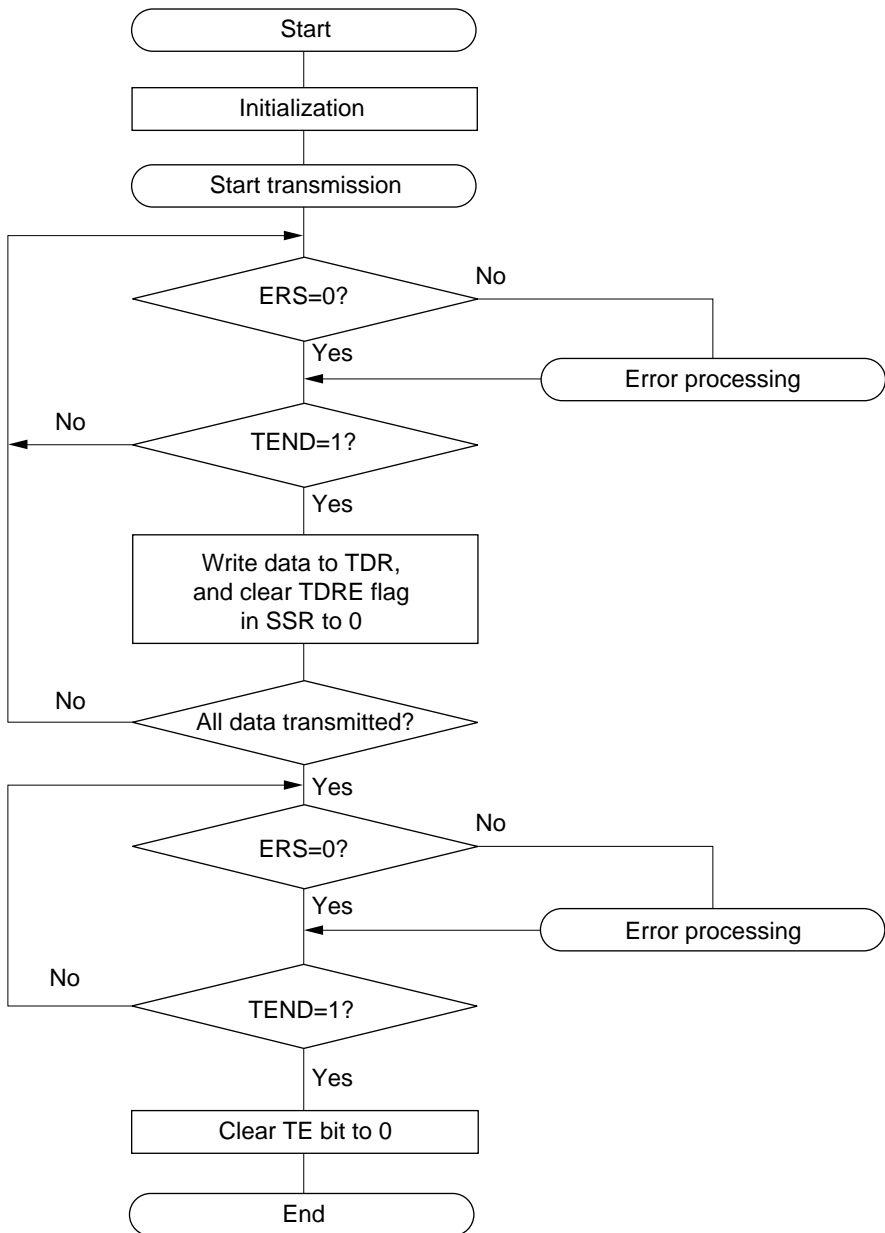 Start
Initialization
Start transmission
ERS=0?
No
Yes
Error processing
No
TEND=1?
Yes
Write data to TDR,
and clear TDRE flag
in SSR to 0
No
All data transmitted?
Yes
ERS=0?
No
Yes
Error processing
No
TEND=1?
Yes
Clear TE bit to 0
End